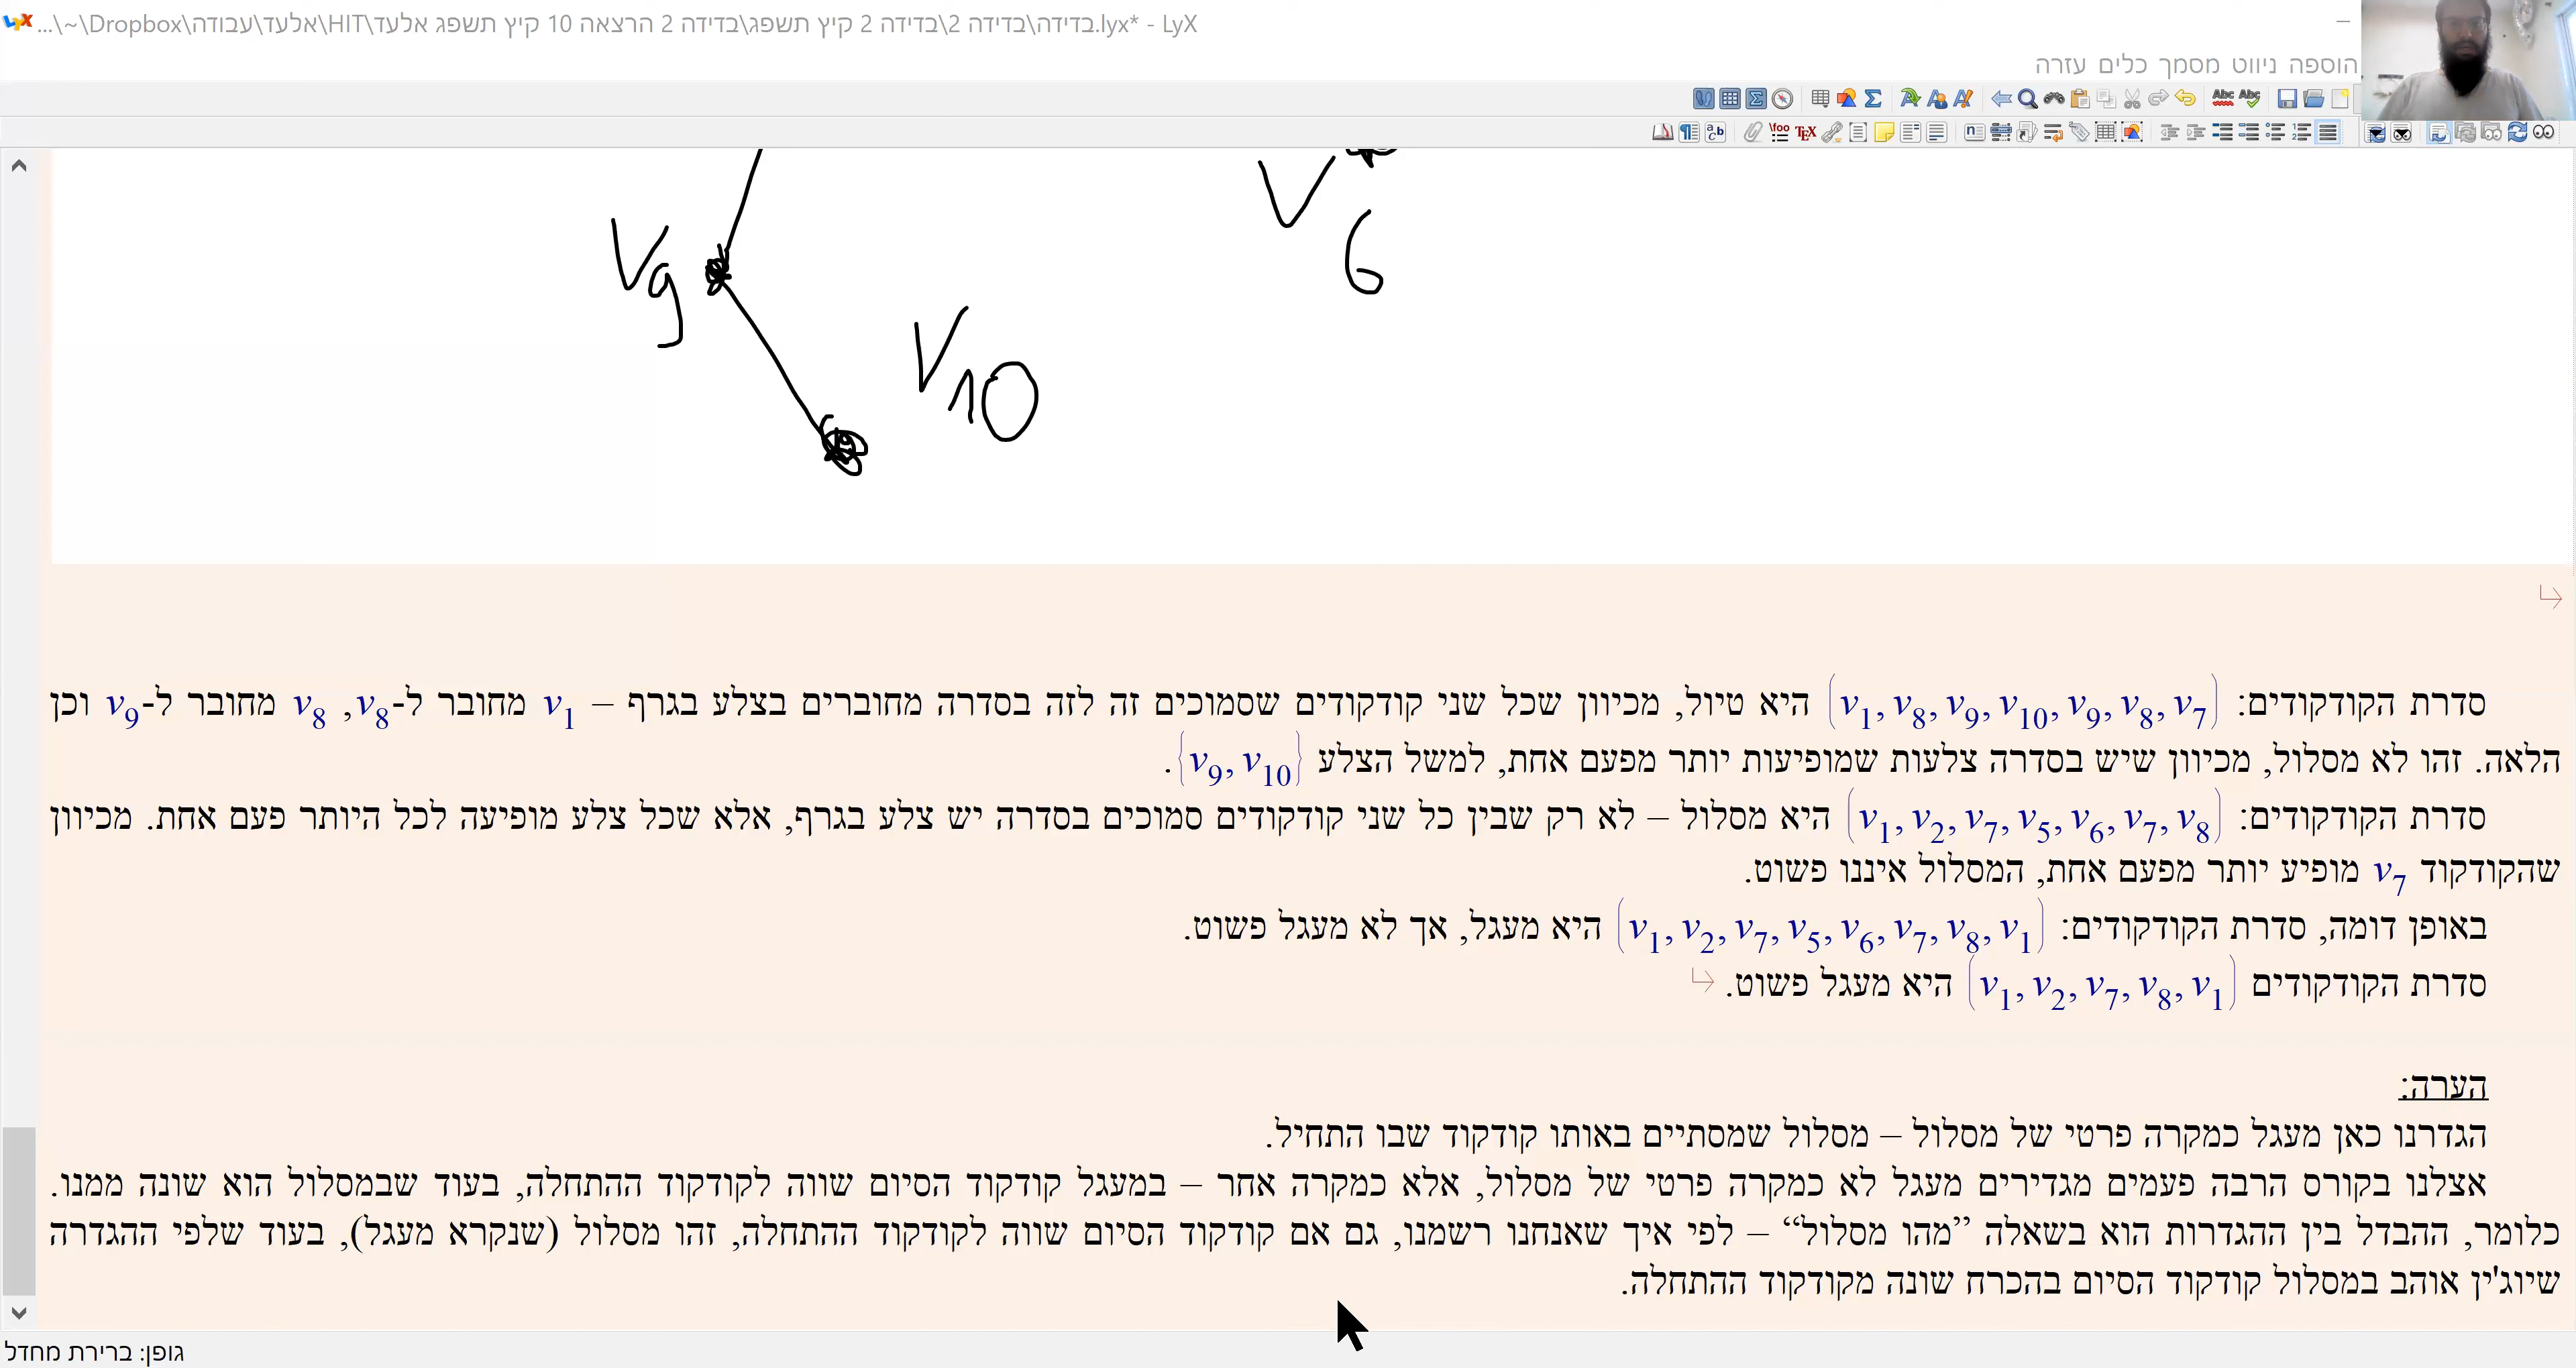 ...\~\Dropbox\עבודה\אלעד\HIT\בדידה\בדידה 2\בדידה 2 קיץ תשפג\בדידה 2 הרצאה 10 קיץ תשפג אלעד.lyx* - LyX
הוספה ניווט מסמך כלים עזרה
V6
V9
V10
סדרת הקודקודים: (v1, v8, v9, v10, v9, v8, v7) היא טיול, מכיוון שכל שני קודקודים שסמוכים זה לזה בסדרה מחוברים בצלע בגרף – v1 מחובר ל-v8, v8 מחובר ל-v9 וכן
הלאה. זהו לא מסלול, מכיוון שיש בסדרה צלעות שמופיעות יותר מפעם אחת, למשל הצלע {v9, v10}.
סדרת הקודקודים: (v1, v2, v7, v5, v6, v7, v8) היא מסלול – לא רק שבין כל שני קודקודים סמוכים בסדרה יש צלע בגרף, אלא שכל צלע מופיעה לכל היותר פעם אחת. מכיוון
שהקודקוד v7 מופיע יותר מפעם אחת, המסלול איננו פשוט.
באופן דומה, סדרת הקודקודים: (v1, v2, v7, v5, v6, v7, v8, v1) היא מעגל, אך לא מעגל פשוט.
סדרת הקודקודים (v1, v2, v7, v8, v1) היא מעגל פשוט.
הערה:
הגדרנו כאן מעגל כמקרה פרטי של מסלול – מסלול שמסתיים באותו קודקוד שבו התחיל.
אצלנו בקורס הרבה פעמים מגדירים מעגל לא כמקרה פרטי של מסלול, אלא כמקרה אחר – במעגל קודקוד הסיום שווה לקודקוד ההתחלה, בעוד שבמסלול הוא שונה ממנו.
כלומר, ההבדל בין ההגדרות הוא בשאלה ”מהו מסלול“ – לפי איך שאנחנו רשמנו, גם אם קודקוד הסיום שווה לקודקוד ההתחלה, זהו מסלול (שנקרא מעגל), בעוד שלפי ההגדרה
שיוג'ין אוהב במסלול קודקוד הסיום בהכרח שונה מקודקוד ההתחלה.
גופן: ברירת מחדל